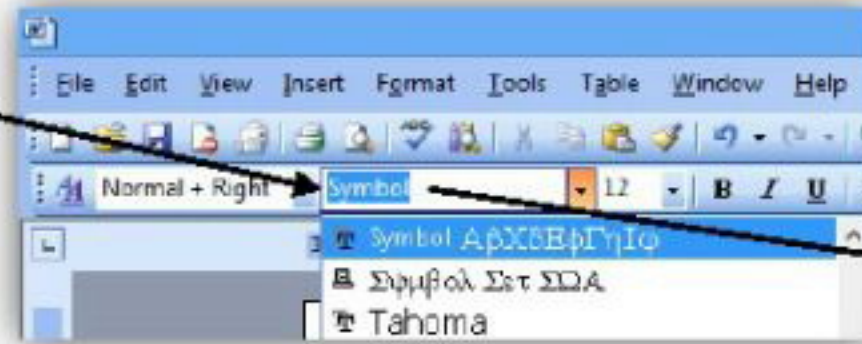 File Edit View Insert Format Tools Table Window Help
Normal + Right Symbol 12 B I U
Symbol ΑβΧδΕφΓηΙφ
Σψμβολ Σετ ΣΩΑ
Tahoma